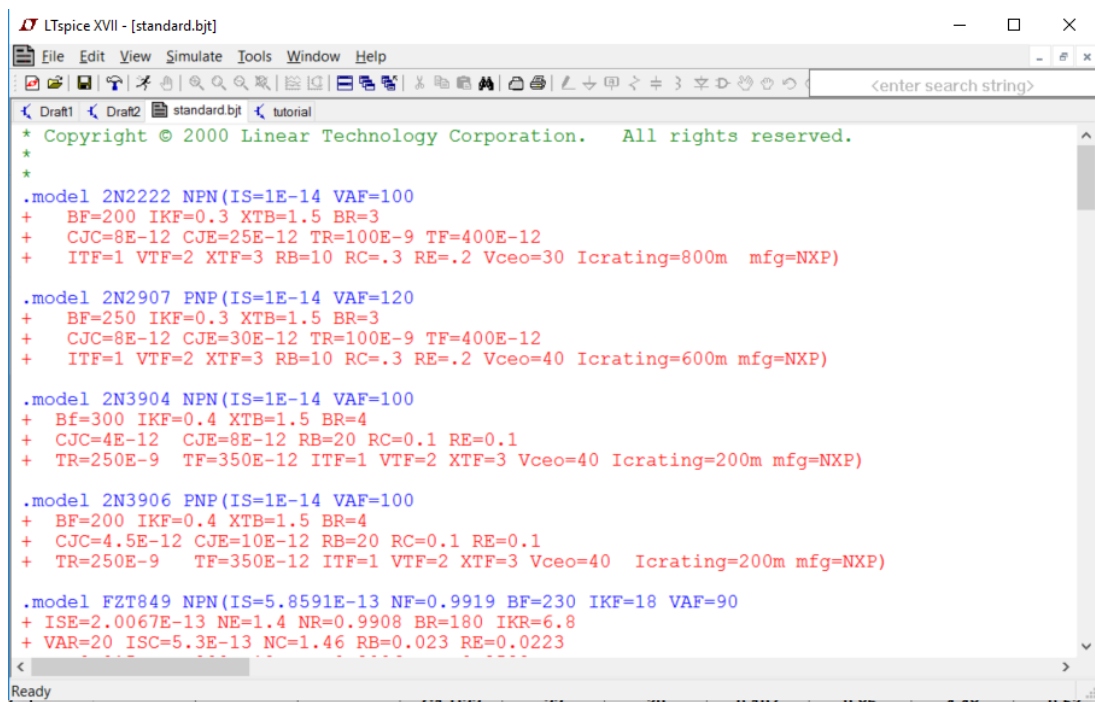 LTspice XVII - [standard.bjt]
File Edit View Simulate Tools Window Help
<enter search string>
Draft1 Draft2 standard.bjt tutorial
* Copyright © 2000 Linear Technology Corporation.   All rights reserved.
*
*
.model 2N2222 NPN(IS=1E-14 VAF=100
+   BF=200 IKF=0.3 XTB=1.5 BR=3
+   CJC=8E-12 CJE=25E-12 TR=100E-9 TF=400E-12
+   ITF=1 VTF=2 XTF=3 RB=10 RC=.3 RE=.2 Vceo=30 Icrating=800m  mfg=NXP)
.model 2N2907 PNP(IS=1E-14 VAF=120
+   BF=250 IKF=0.3 XTB=1.5 BR=3
+   CJC=8E-12 CJE=30E-12 TR=100E-9 TF=400E-12
+   ITF=1 VTF=2 XTF=3 RB=10 RC=.3 RE=.2 Vceo=40 Icrating=600m mfg=NXP)
.model 2N3904 NPN(IS=1E-14 VAF=100
+  Bf=300 IKF=0.4 XTB=1.5 BR=4
+  CJC=4E-12  CJE=8E-12 RB=20 RC=0.1 RE=0.1
+  TR=250E-9  TF=350E-12 ITF=1 VTF=2 XTF=3 Vceo=40 Icrating=200m mfg=NXP)
.model 2N3906 PNP(IS=1E-14 VAF=100
+  BF=200 IKF=0.4 XTB=1.5 BR=4
+  CJC=4.5E-12 CJE=10E-12 RB=20 RC=0.1 RE=0.1
+  TR=250E-9   TF=350E-12 ITF=1 VTF=2 XTF=3 Vceo=40  Icrating=200m mfg=NXP)
.model FZT849 NPN(IS=5.8591E-13 NF=0.9919 BF=230 IKF=18 VAF=90
+ ISE=2.0067E-13 NE=1.4 NR=0.9908 BR=180 IKR=6.8
+ VAR=20 ISC=5.3E-13 NC=1.46 RB=0.023 RE=0.0223
Ready